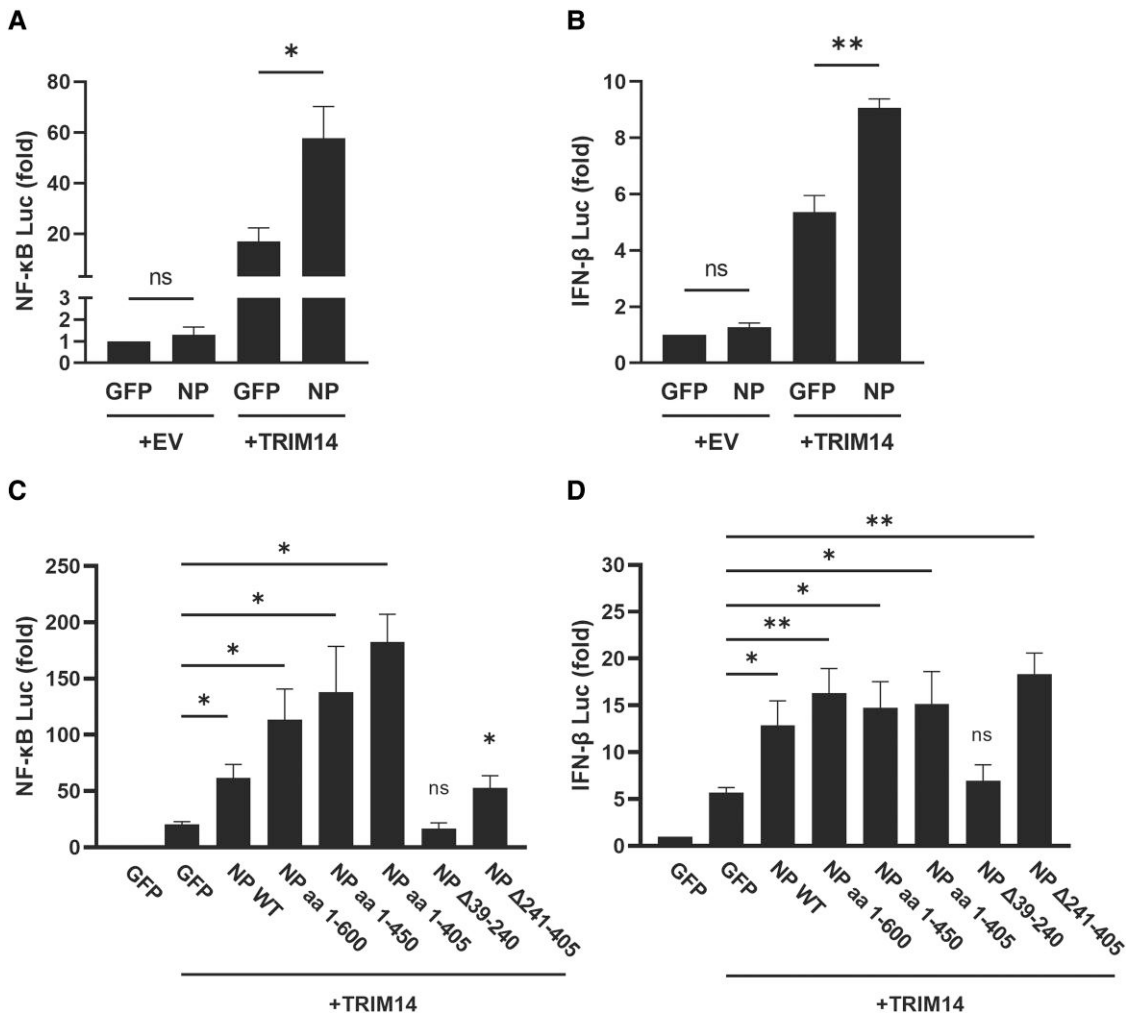 A
NF-κB Luc (fold)
80
60
40
20
3
2
1
0
ns
*
GFP NP GFP NP
+EV +TRIM14
B
IFN-β Luc (fold)
10
8
6
4
2
0
ns
**
GFP NP GFP NP
+EV +TRIM14
C
NF-κB Luc (fold)
250
200
150
100
50
0
*
*
*
*
ns
*
GFP
GFP
NP WT
NP aa 1-600
NP aa 1-450
NP aa 1-405
NP Δ39-240
NP Δ241-405
+TRIM14
D
IFN-β Luc (fold)
30
25
20
15
10
5
0
**
*
*
**
*
ns
GFP
GFP
NP WT
NP aa 1-600
NP aa 1-450
NP aa 1-405
NP Δ39-240
NP Δ241-405
+TRIM14